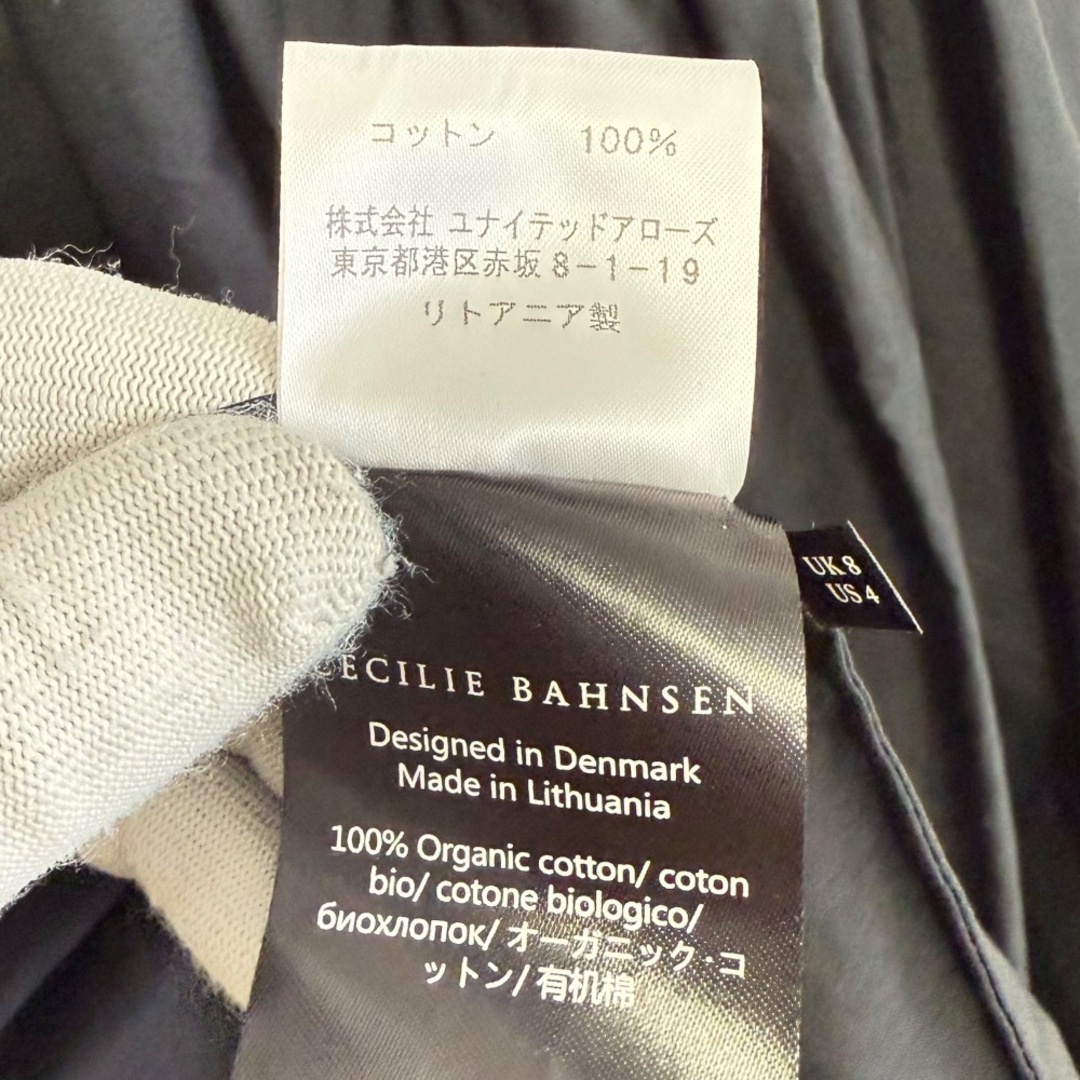 コットン 100%
株式会社 ユナイテッドアローズ
東京都港区赤坂 8-1-19
リトアニア製
UK 8
US 4
ECILIE BAHNSEN
Designed in Denmark
Made in Lithuania
100% Organic cotton/ coton
bio/ cotone biologico/
биохлопок/ オーガニック・コ
ットン/ 有机棉